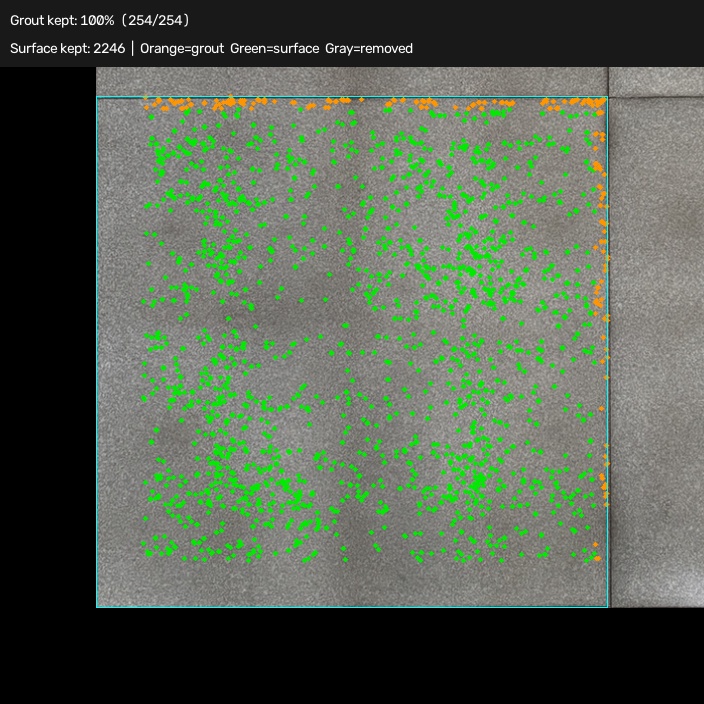 Grout kept: 100%  (254/254)
Surface kept: 2246 | Orange=grout  Green=surface  Gray=removed